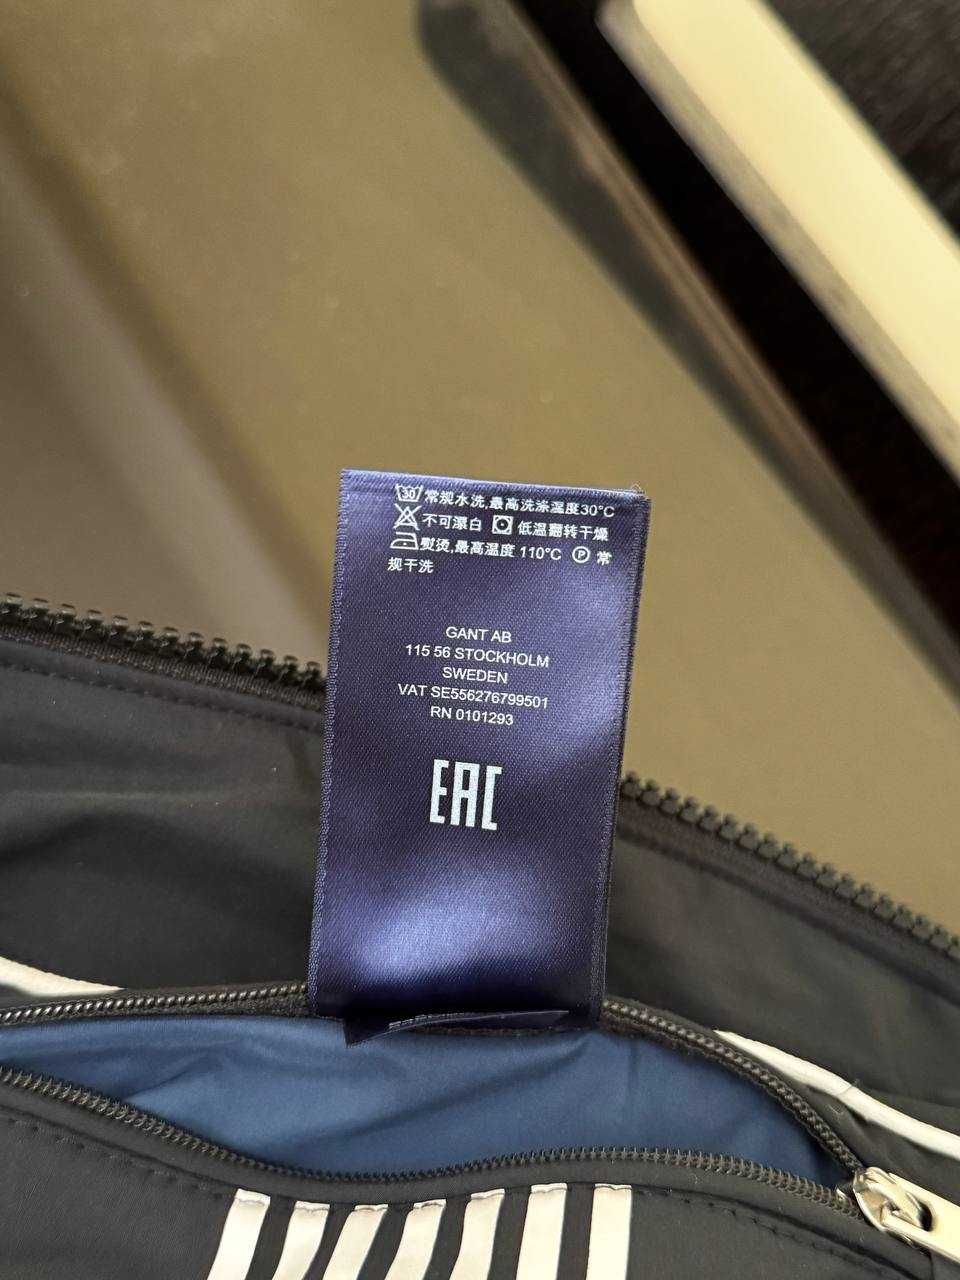 30 常规水洗,最高洗涤温度30°C
不可漂白 低温翻转干燥
熨烫,最高温度 110°C P 常
规干洗
GANT AB
115 56 STOCKHOLM
SWEDEN
VAT SE556276799501
RN 0101293
EAC